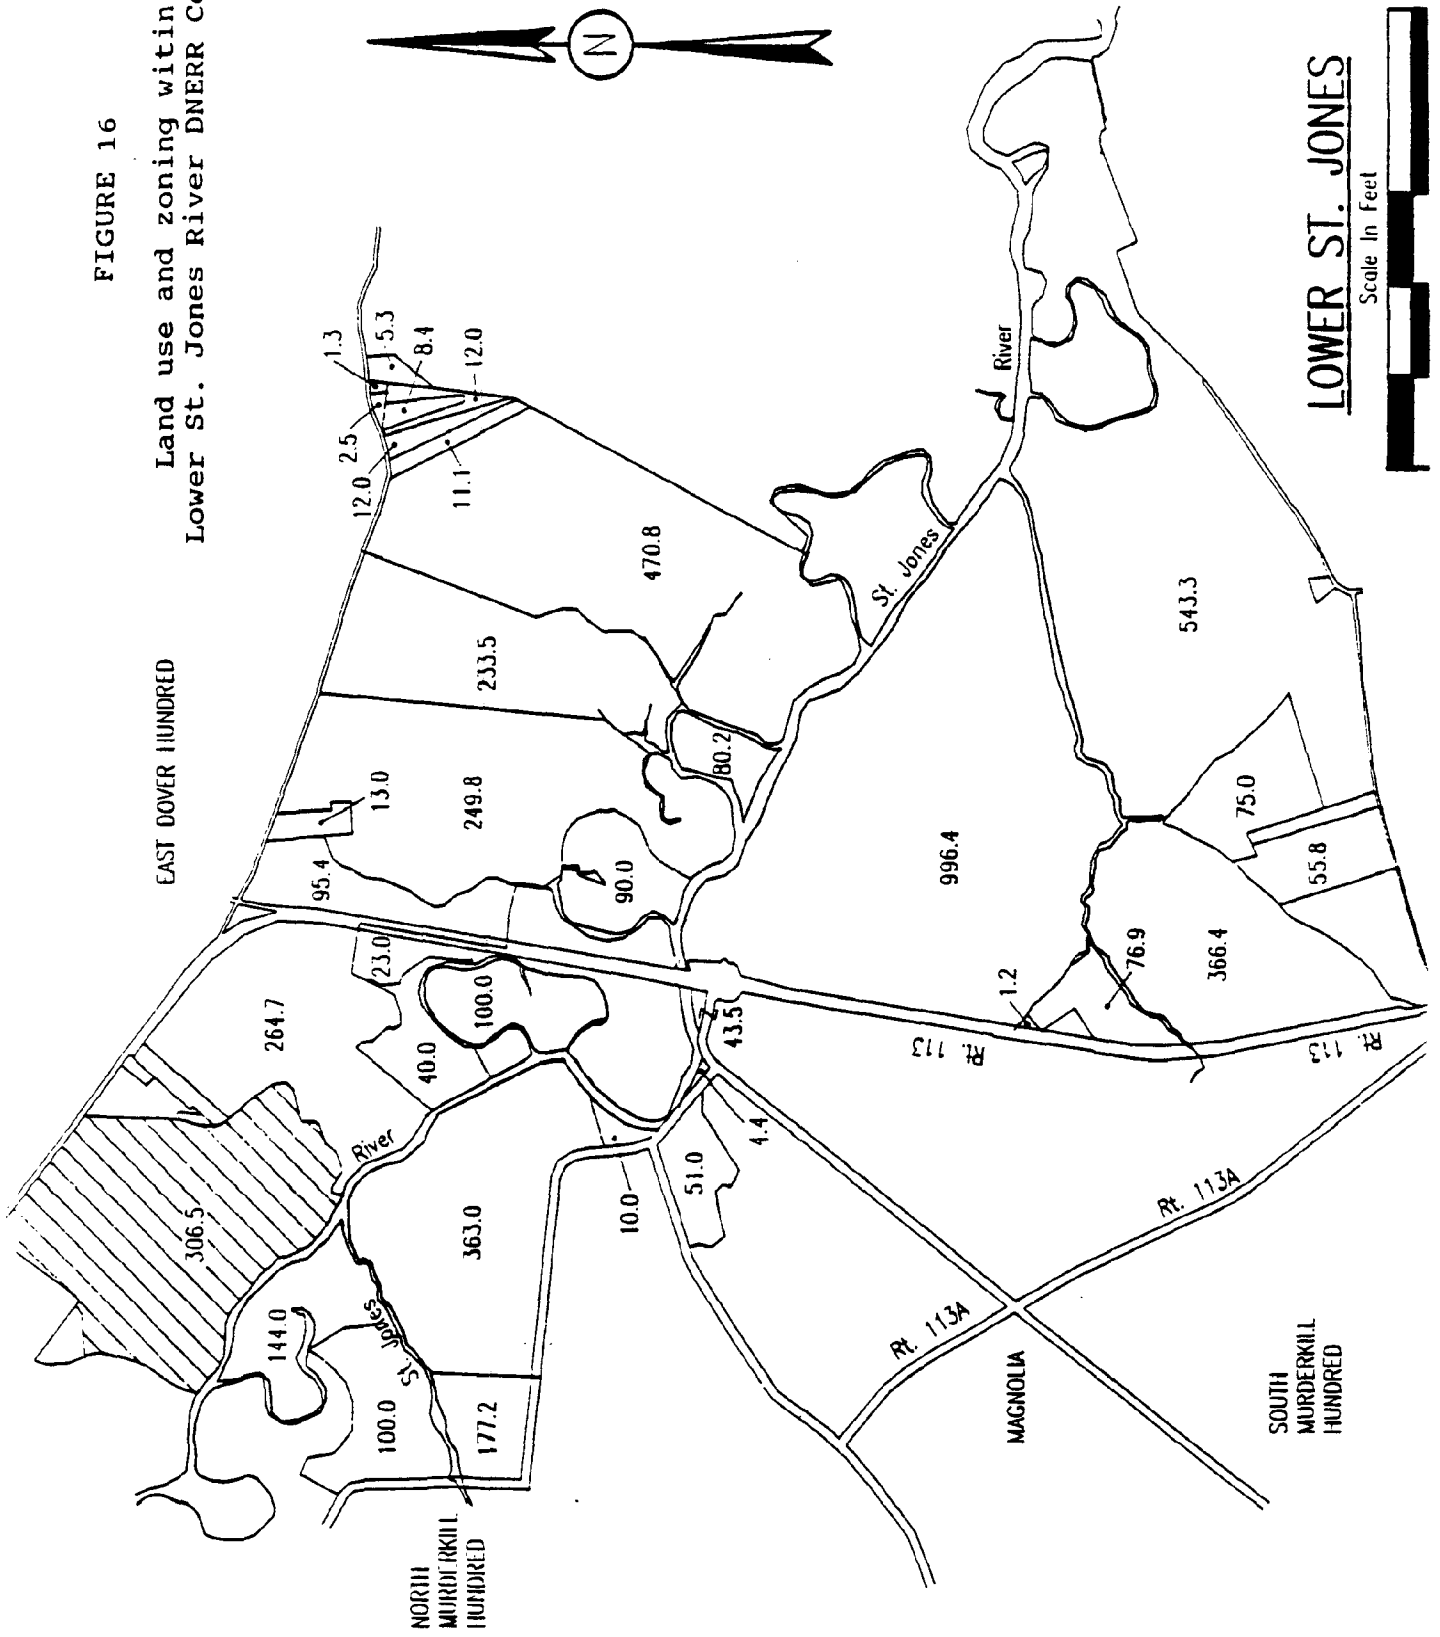 FIGURE 16
Land use and zoning witin
Lower St. Jones River DNERR
N
EAST DOVER HUNDRED
1.3
5.3
8.4
12.0
2.5
12.0
11.1
470.8
233.5
249.8
13.0
95.4
80.2
90.0
23.0
264.7
100.0
40.0
306.5
River
144.0
363.0
St. Jones
100.0
177.2
10.0
51.0
4.4
43.5
St. Jones
River
996.4
543.3
75.0
55.8
366.4
76.9
1.2
Rt. 113
Rt. 113
Rt. 113A
Rt. 113A
MAGNOLIA
NORTH
MURDERKILL
HUNDRED
SOUTH
MURDERKILL
HUNDRED
LOWER ST. JONES
Scale In Feet